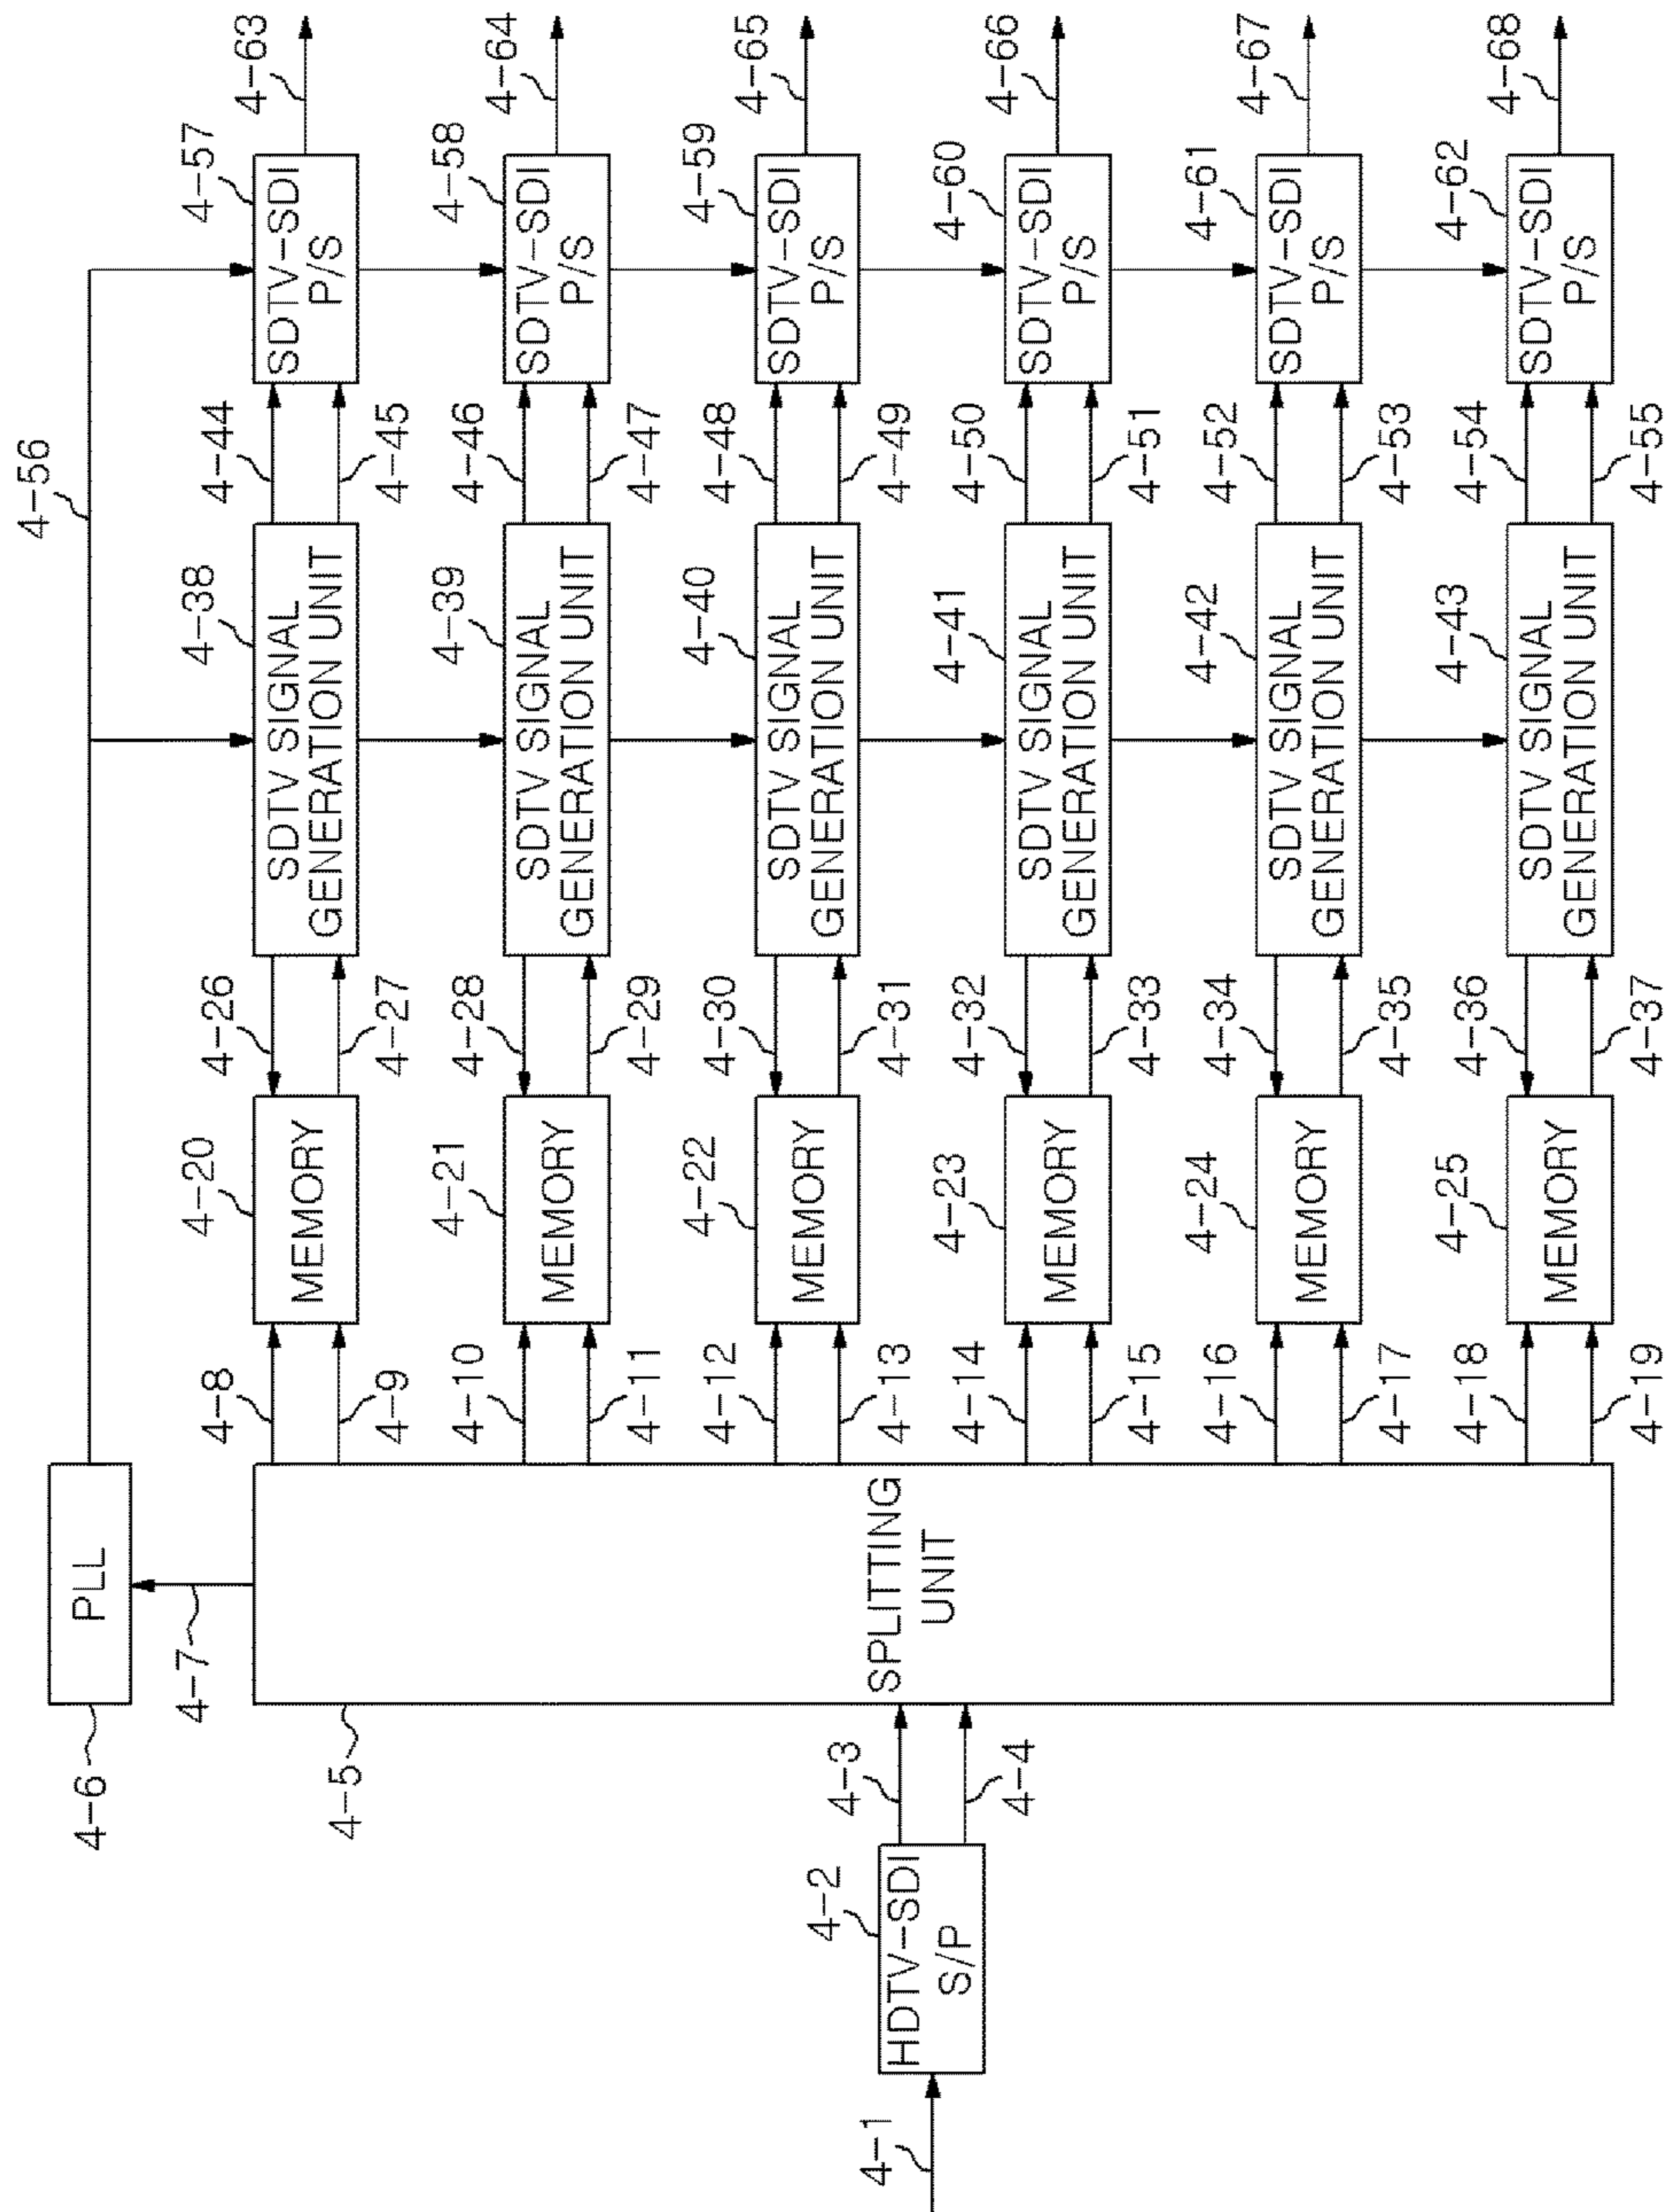 4-56
PLL
4-6
4-7
4-5
SPLITTING
UNIT
4-1
4-2
HDTV-SDI
S/P
4-3
4-4
4-8
4-9
4-20
MEMORY
4-26
4-27
4-38
SDTV SIGNAL
GENERATION UNIT
4-44
4-45
4-57
SDTV-SDI
P/S
4-63
4-10
4-11
4-21
MEMORY
4-28
4-29
4-39
SDTV SIGNAL
GENERATION UNIT
4-46
4-47
4-58
SDTV-SDI
P/S
4-64
4-12
4-13
4-22
MEMORY
4-30
4-31
4-40
SDTV SIGNAL
GENERATION UNIT
4-48
4-49
4-59
SDTV-SDI
P/S
4-65
4-14
4-15
4-23
MEMORY
4-32
4-33
4-41
SDTV SIGNAL
GENERATION UNIT
4-50
4-51
4-60
SDTV-SDI
P/S
4-66
4-16
4-17
4-24
MEMORY
4-34
4-35
4-42
SDTV SIGNAL
GENERATION UNIT
4-52
4-53
4-61
SDTV-SDI
P/S
4-67
4-18
4-19
4-25
MEMORY
4-36
4-37
4-43
SDTV SIGNAL
GENERATION UNIT
4-54
4-55
4-62
SDTV-SDI
P/S
4-68